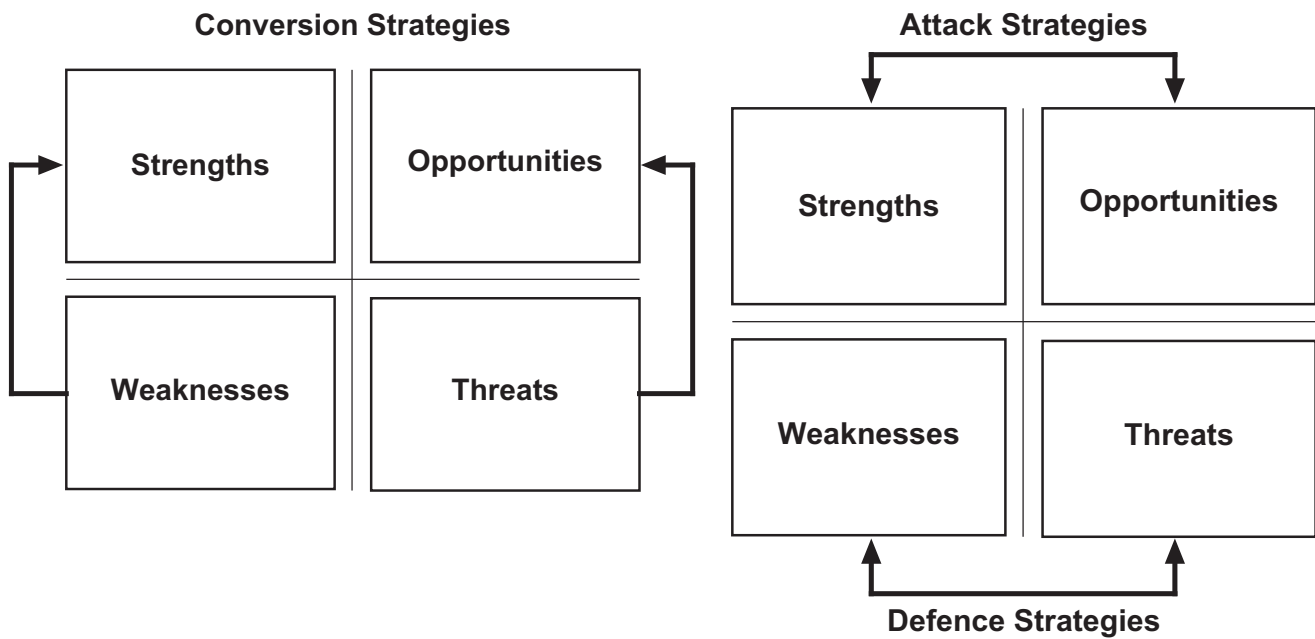 Conversion Strategies
Strengths
Opportunities
Weaknesses
Threats
Attack Strategies
Strengths
Opportunities
Weaknesses
Threats
Defence Strategies